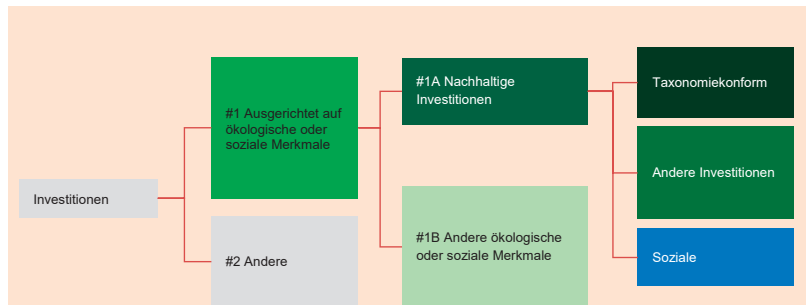 Investitionen
#1 Ausgerichtet auf
ökologische oder
soziale Merkmale
#2 Andere
#1A Nachhaltige
Investitionen
#1B Andere ökologische
oder soziale Merkmale
Taxonomiekonform
Andere Investitionen
Soziale